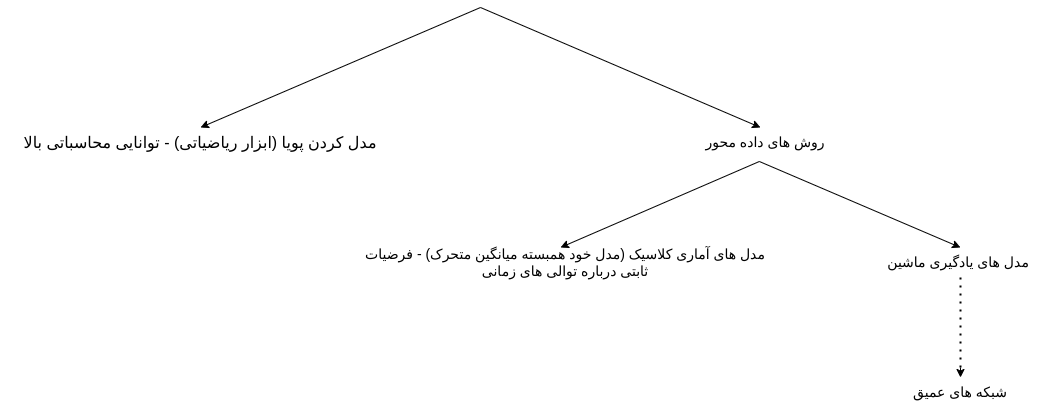 مدل کردن پویا (ابزار ریاضیاتی) - توانایی محاسباتی بالا
روش های داده محور
مدل های آماری کلاسیک (مدل خود همبسته میانگین متحرک) - فرضیات
ثابتی درباره توالی های زمانی
مدل های یادگیری ماشین
شبکه های عمیق